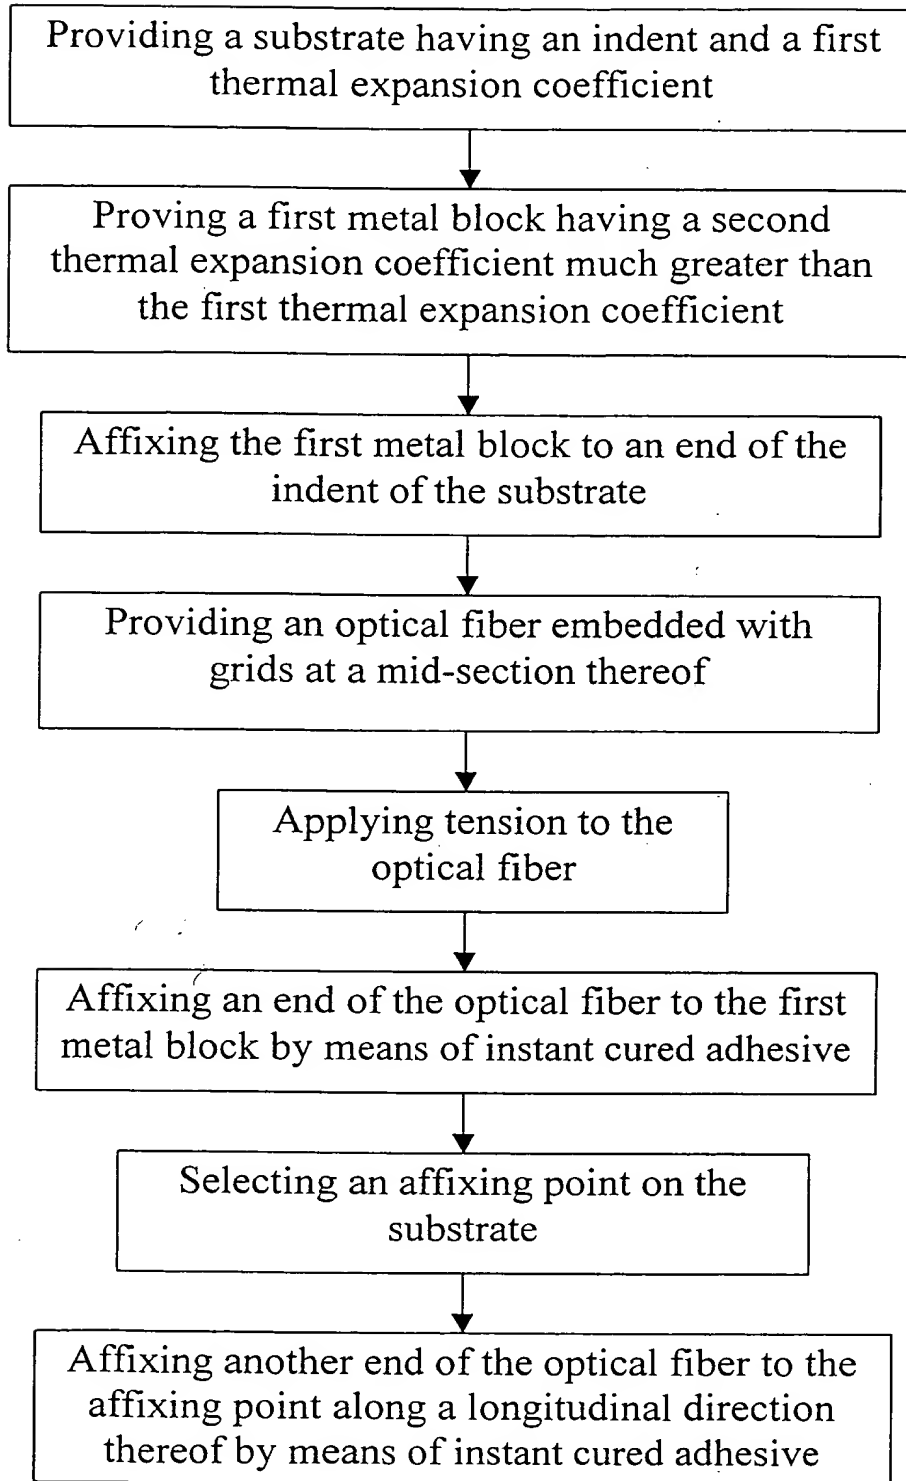 Providing a substrate having an indent and a first
thermal expansion coefficient
Proving a first metal block having a second
thermal expansion coefficient much greater than
the first thermal expansion coefficient
Affixing the first metal block to an end of the
indent of the substrate
Providing an optical fiber embedded with
grids at a mid-section thereof
Applying tension to the
optical fiber
Affixing an end of the optical fiber to the first
metal block by means of instant cured adhesive
Selecting an affixing point on the
substrate
Affixing another end of the optical fiber to the
affixing point along a longitudinal direction
thereof by means of instant cured adhesive